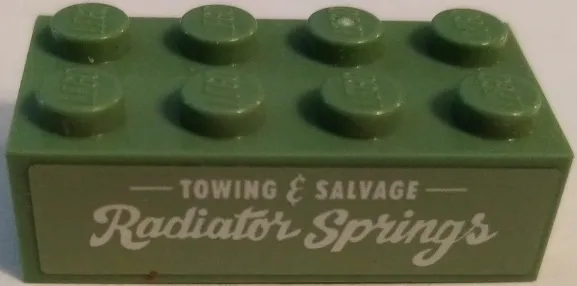 TOWING & SALVAGE
Radiator Springs